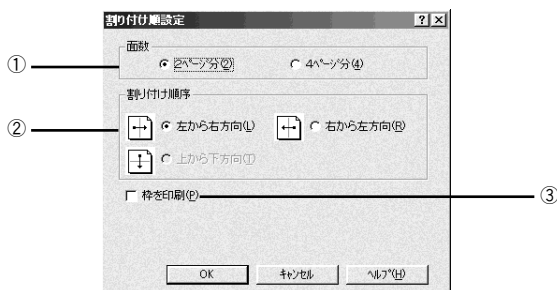 割り付け順設定
面数
① 2ﾍﾟｰｼﾞ分(2) 4ﾍﾟｰｼﾞ分(4)
割り付け順序
② 左から右方向(L) 右から左方向(R)
上から下方向(T)
枠を印刷(P) ③
OK ｷｬﾝｾﾙ ﾍﾙﾌﾟ(H)